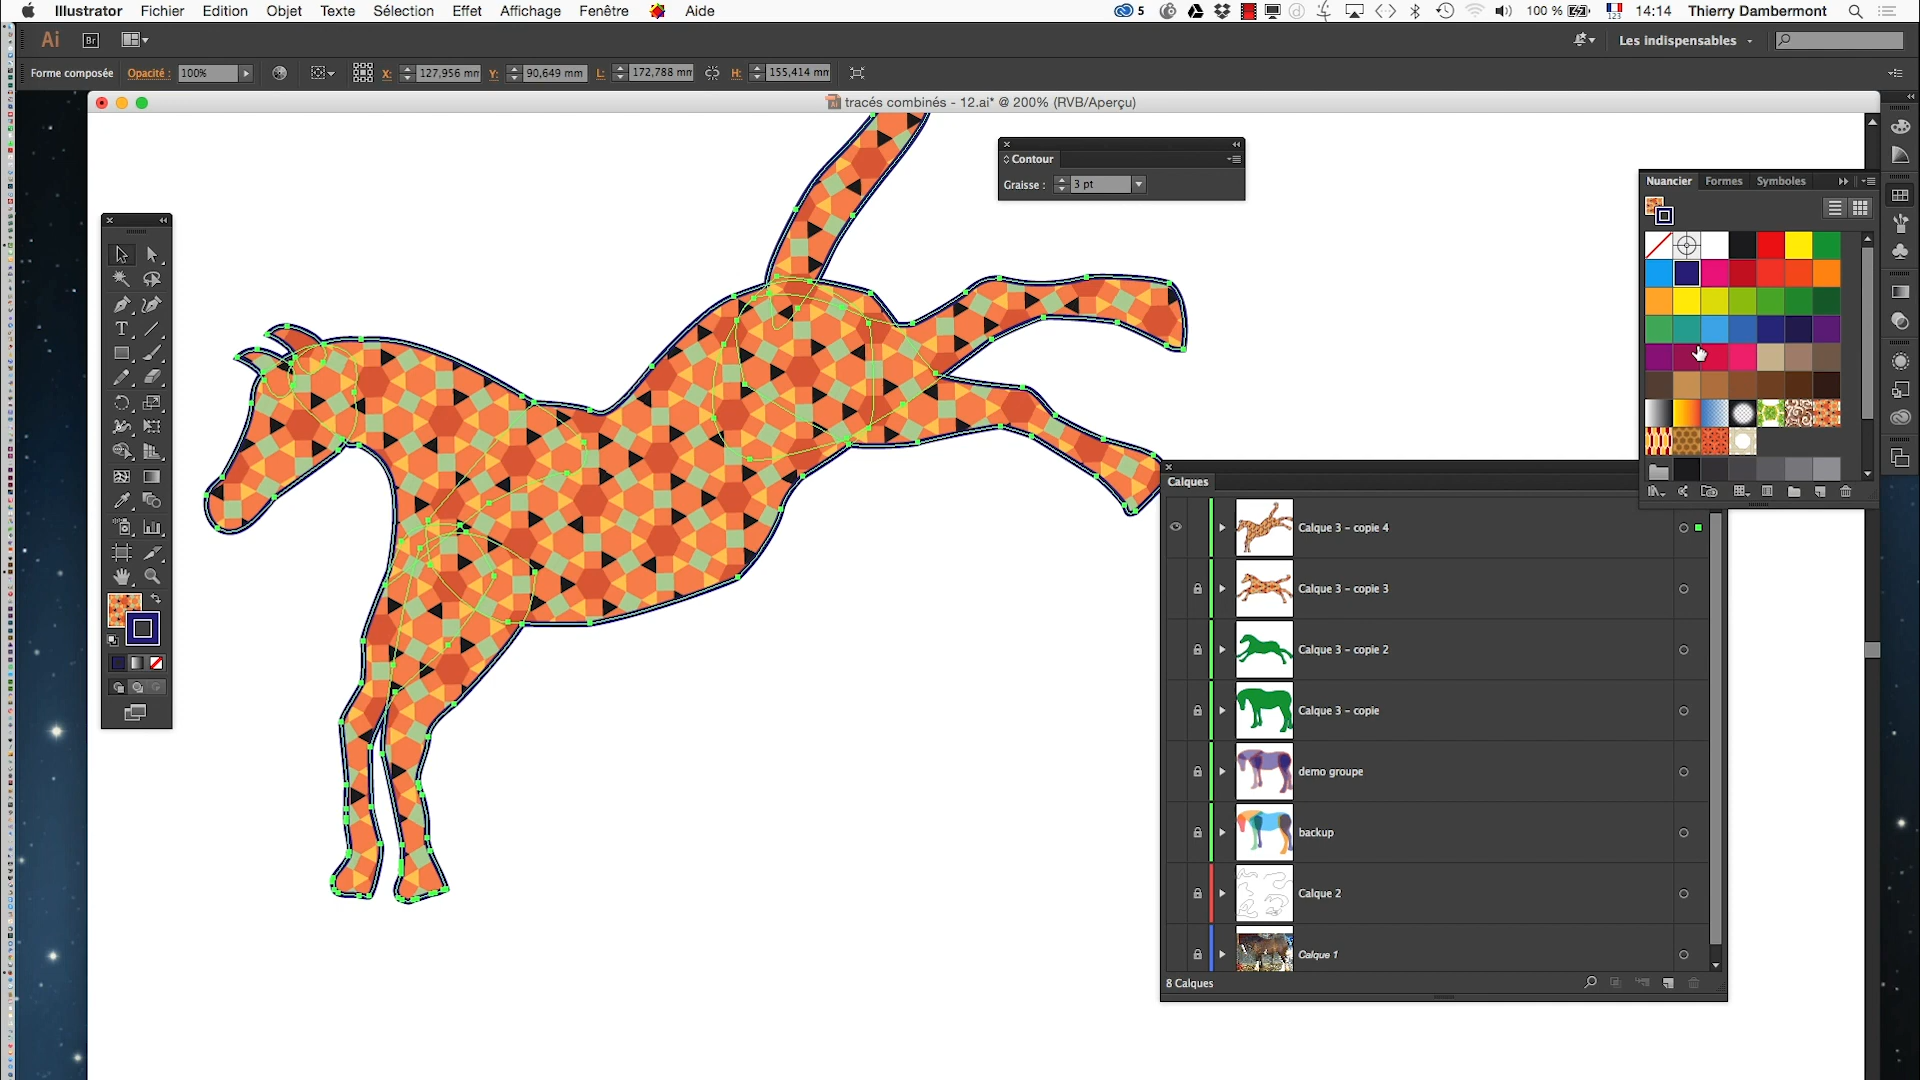 Illustrator Fichier Edition Objet Texte Sélection Effet Affichage Fenêtre Aide 5 100 % 123 14:14 Thierry Dambermont
Ai Br Les indispensables
Forme composée Opacité : 100% X: 127,956 mm Y: 90,649 mm L: 172,788 mm H: 155,414 mm
tracés combinés - 12.ai* @ 200% (RVB/Aperçu)
Contour
Graisse : 3 pt
Nuancier Formes Symboles
Calques
Calque 3 - copie 4
Calque 3 - copie 3
Calque 3 - copie 2
Calque 3 - copie
demo groupe
backup
Calque 2
Calque 1
8 Calques